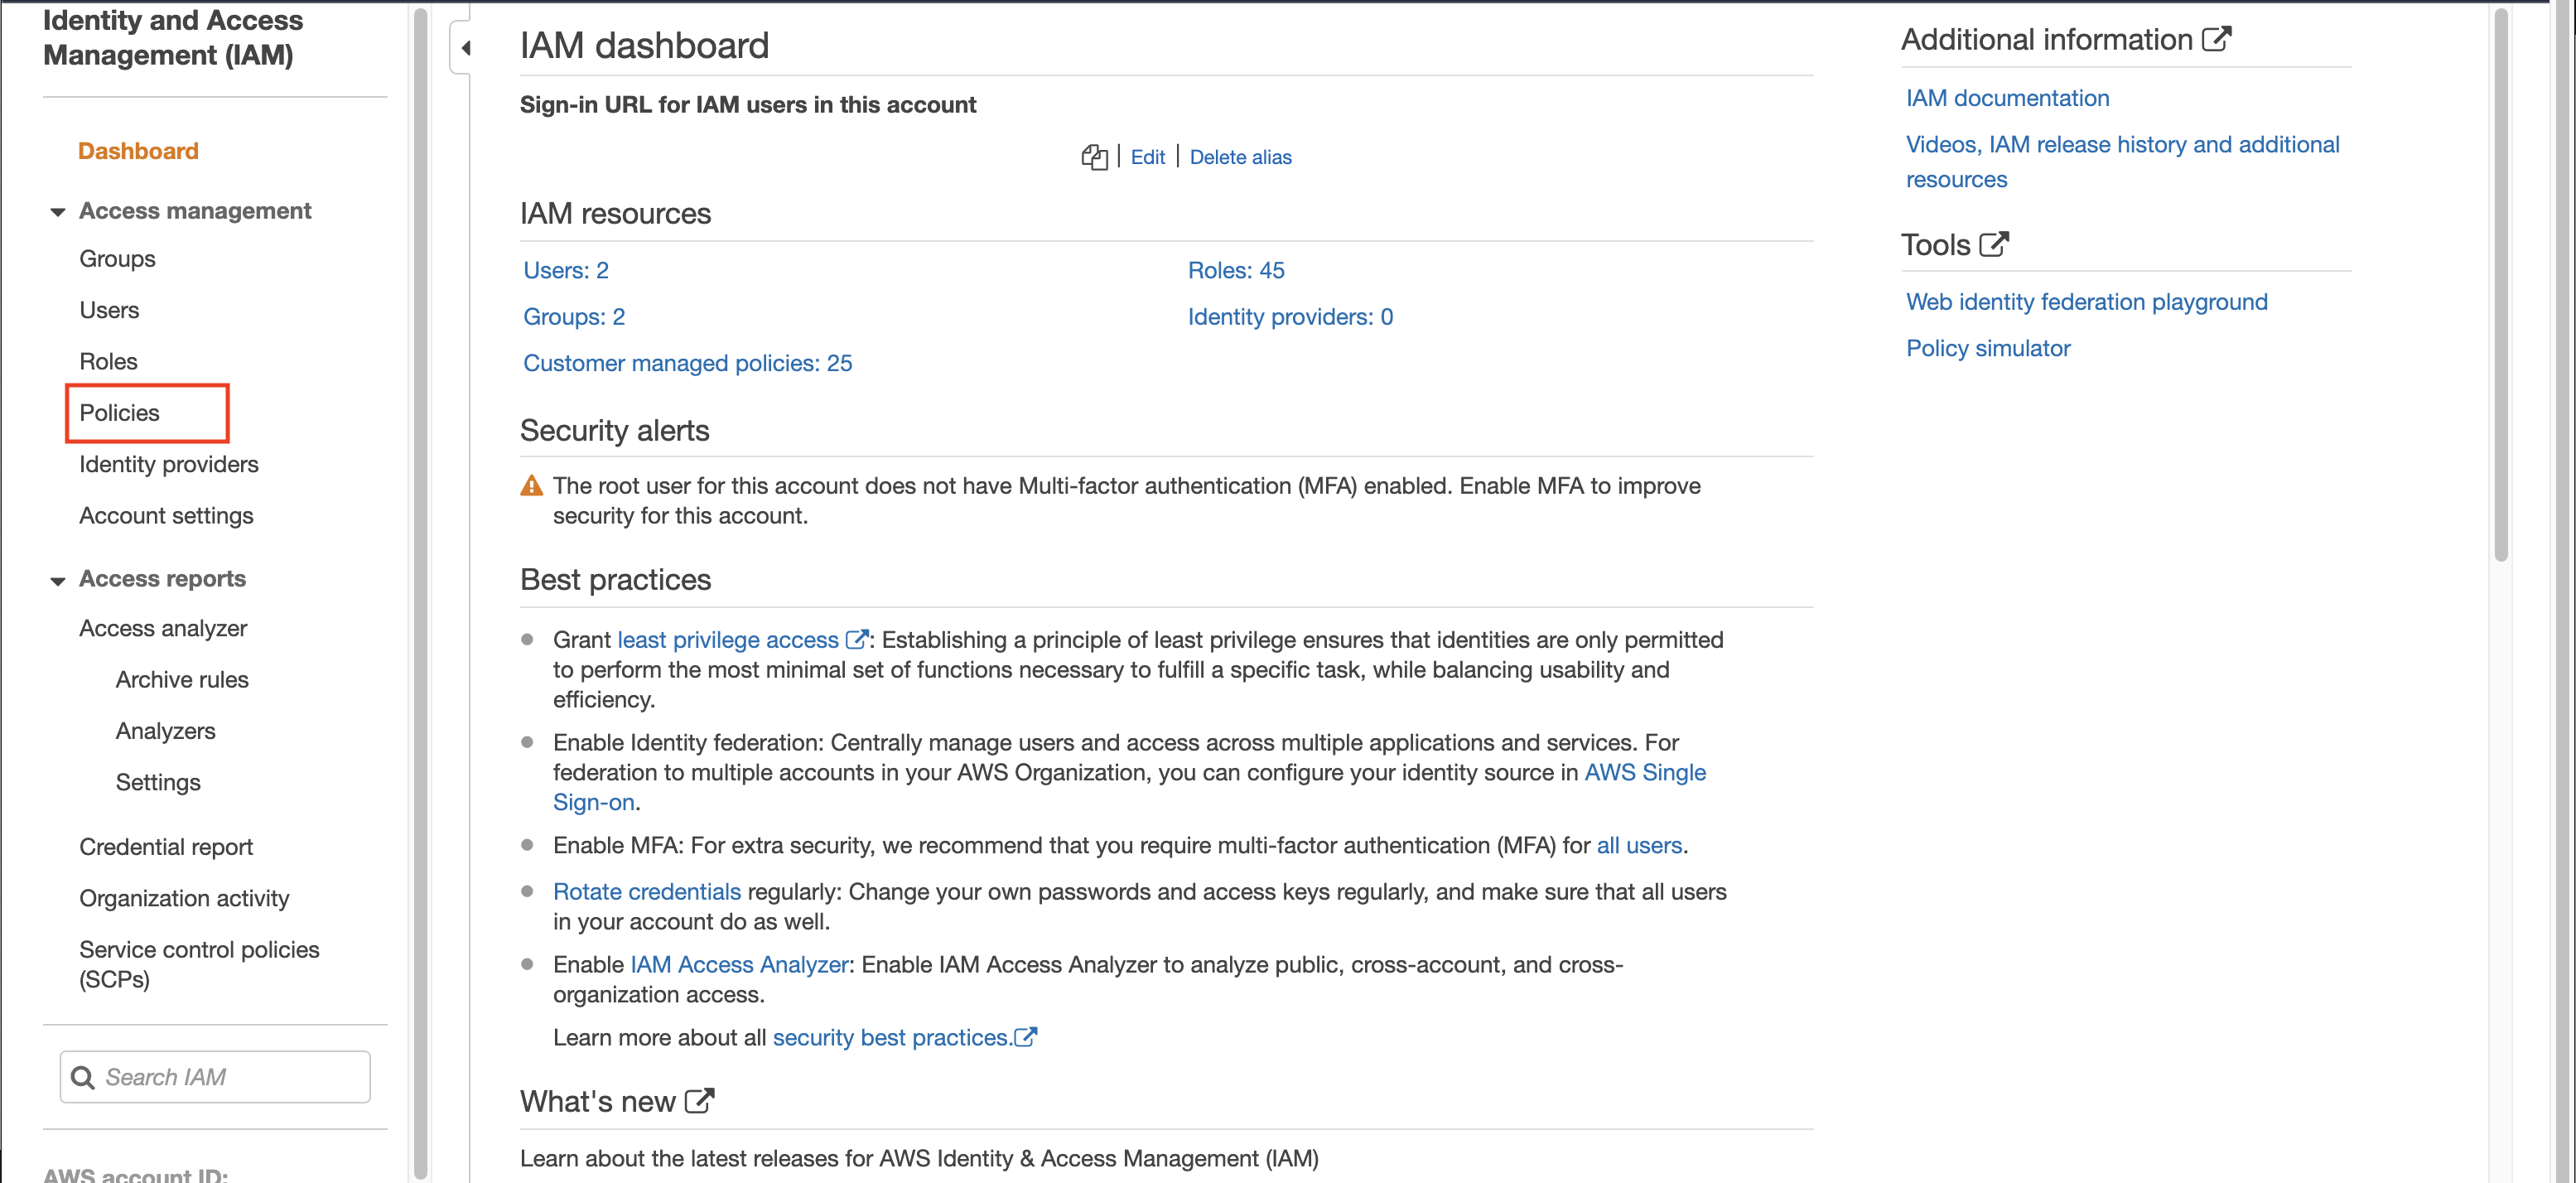 Identity and Access
Management (IAM)
Dashboard
Access management
Groups
Users
Roles
Policies
Identity providers
Account settings
Access reports
Access analyzer
Archive rules
Analyzers
Settings
Credential report
Organization activity
Service control policies
(SCPs)
Search IAM
AWS account ID:
IAM dashboard
Sign-in URL for IAM users in this account
Edit | Delete alias
IAM resources
Users: 2
Roles: 45
Groups: 2
Identity providers: 0
Customer managed policies: 25
Security alerts
The root user for this account does not have Multi-factor authentication (MFA) enabled. Enable MFA to improve
security for this account.
Best practices
Grant least privilege access : Establishing a principle of least privilege ensures that identities are only permitted
to perform the most minimal set of functions necessary to fulfill a specific task, while balancing usability and
efficiency.
Enable Identity federation: Centrally manage users and access across multiple applications and services. For
federation to multiple accounts in your AWS Organization, you can configure your identity source in AWS Single
Sign-on.
Enable MFA: For extra security, we recommend that you require multi-factor authentication (MFA) for all users.
Rotate credentials regularly: Change your own passwords and access keys regularly, and make sure that all users
in your account do as well.
Enable IAM Access Analyzer: Enable IAM Access Analyzer to analyze public, cross-account, and cross-
organization access.
Learn more about all security best practices.
What's new
Learn about the latest releases for AWS Identity & Access Management (IAM)
Additional information
IAM documentation
Videos, IAM release history and additional
resources
Tools
Web identity federation playground
Policy simulator